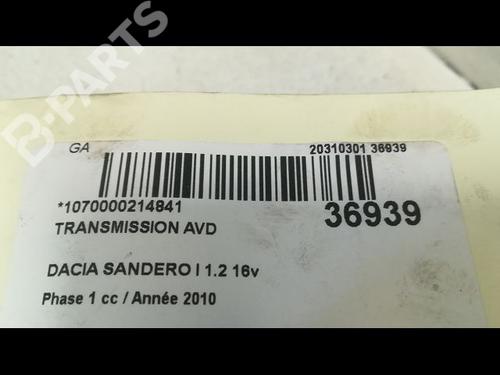 B-PARTS
GA
20310301 36939
*1070000214841
36939
TRANSMISSION AVD
DACIA SANDERO I 1.2 16v
Phase 1 cc / Année 2010